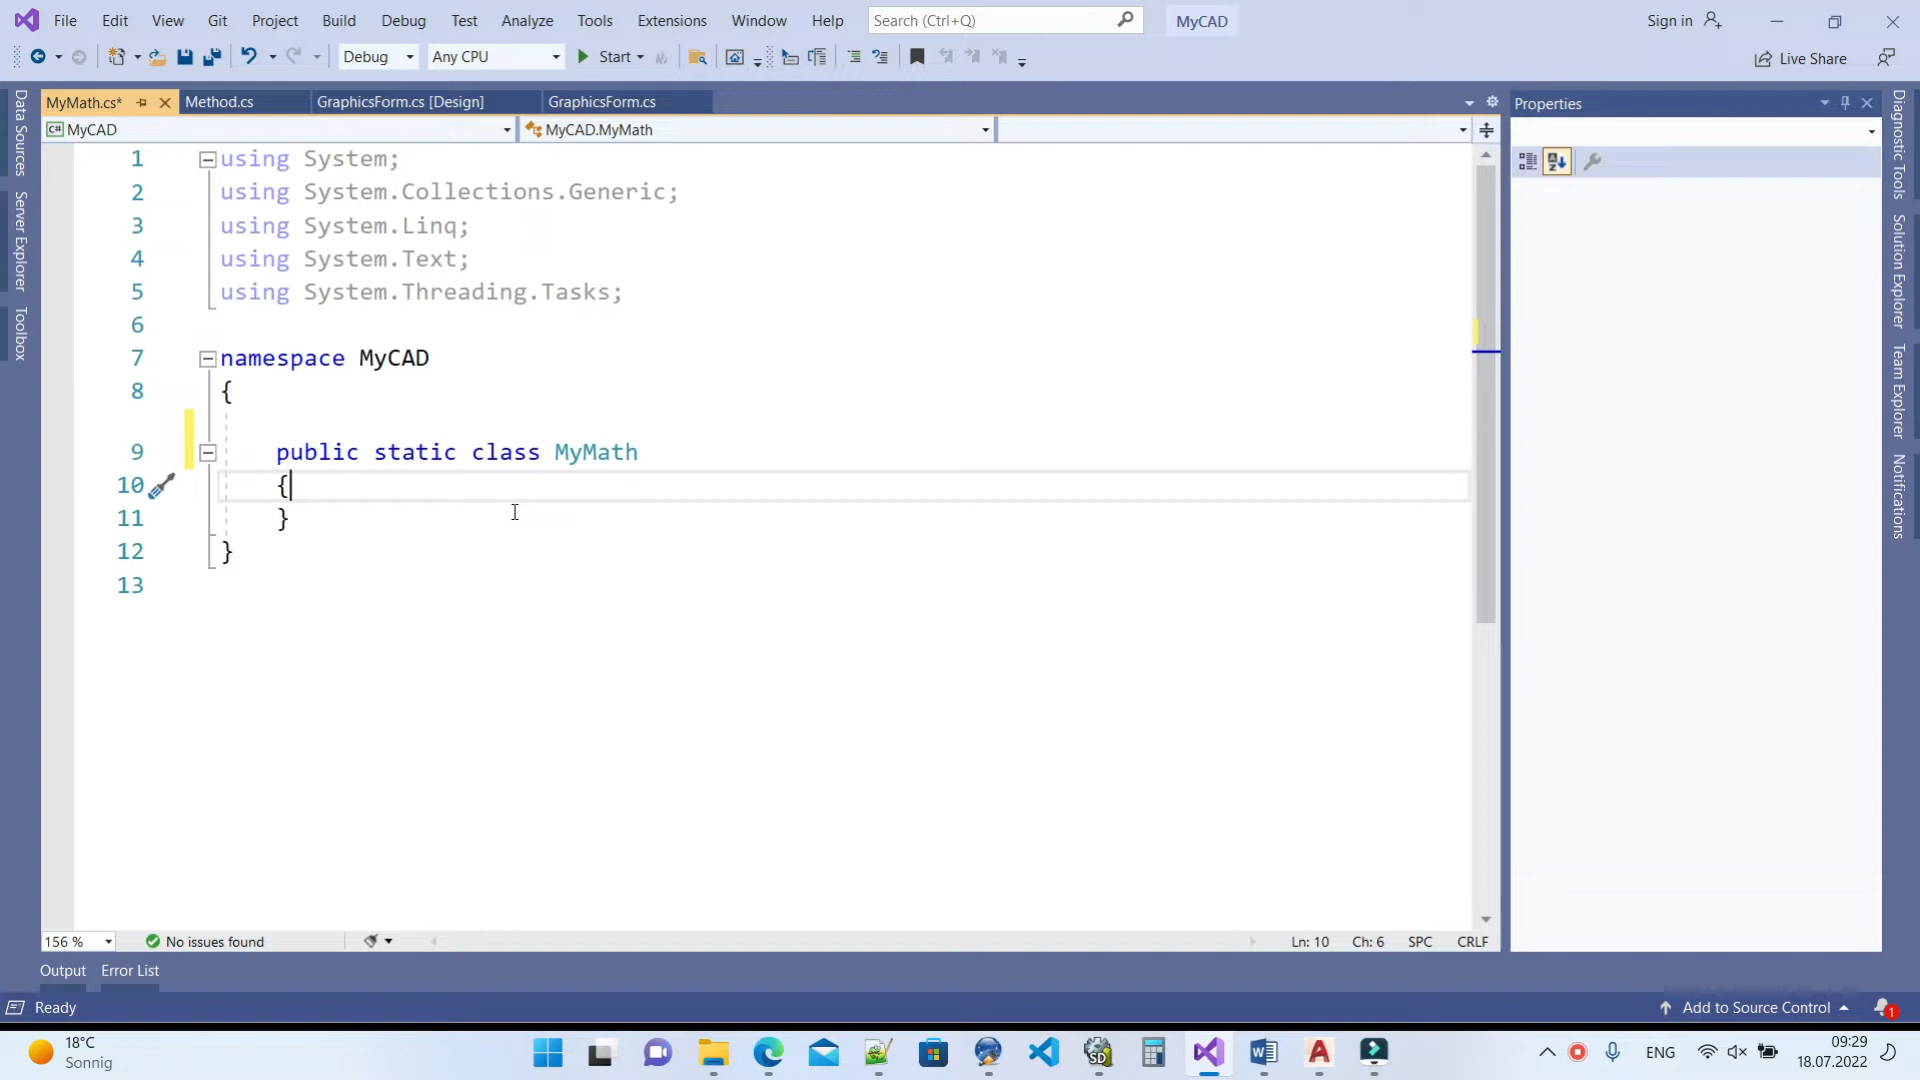 File Edit View Git Project Build Debug Test Analyze Tools Extensions Window Help Search (Ctrl+Q) MyCAD Sign in
Debug Any CPU Start Live Share
MyMath.cs* Method.cs GraphicsForm.cs [Design] GraphicsForm.cs
Properties
C# MyCAD MyCAD.MyMath
Data Sources
Server Explorer
Toolbox
1 using System;
2 using System.Collections.Generic;
3 using System.Linq;
4 using System.Text;
5 using System.Threading.Tasks;
6
7 namespace MyCAD
8 {
9 public static class MyMath
10 {
11 }
12 }
13
Diagnostic Tools
Solution Explorer
Team Explorer
Notifications
156 % No issues found Ln: 10 Ch: 6 SPC CRLF
Output Error List
Ready Add to Source Control 1
18°C
Sonnig
SD
ENG
09:29
18.07.2022